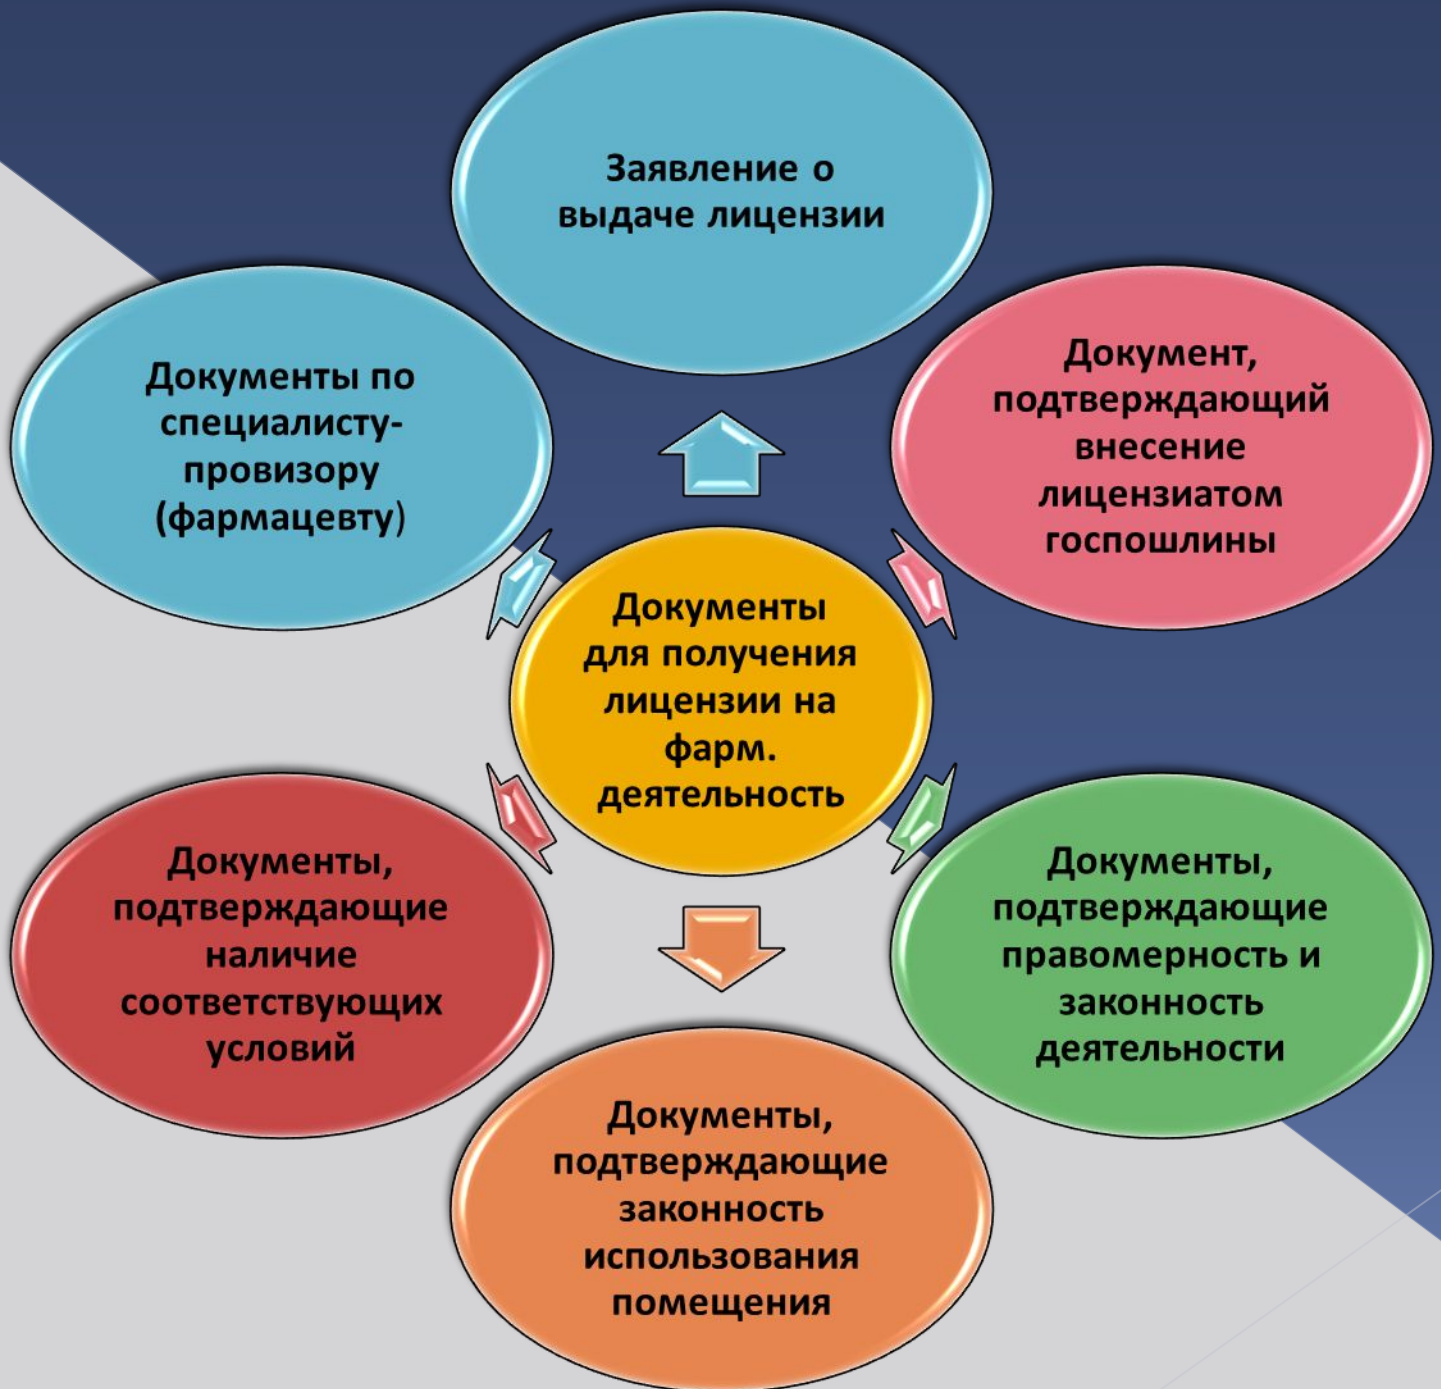 Заявление о
выдаче лицензии
Документ,
подтверждающий
внесение
лицензиатом
госпошлины
Документы,
подтверждающие
правомерность и
законность
деятельности
Документы,
подтверждающие
законность
использования
помещения
Документы,
подтверждающие
наличие
соответствующих
условий
Документы по
специалисту-
провизору
(фармацевту)
Документы
для получения
лицензии на
фарм.
деятельность